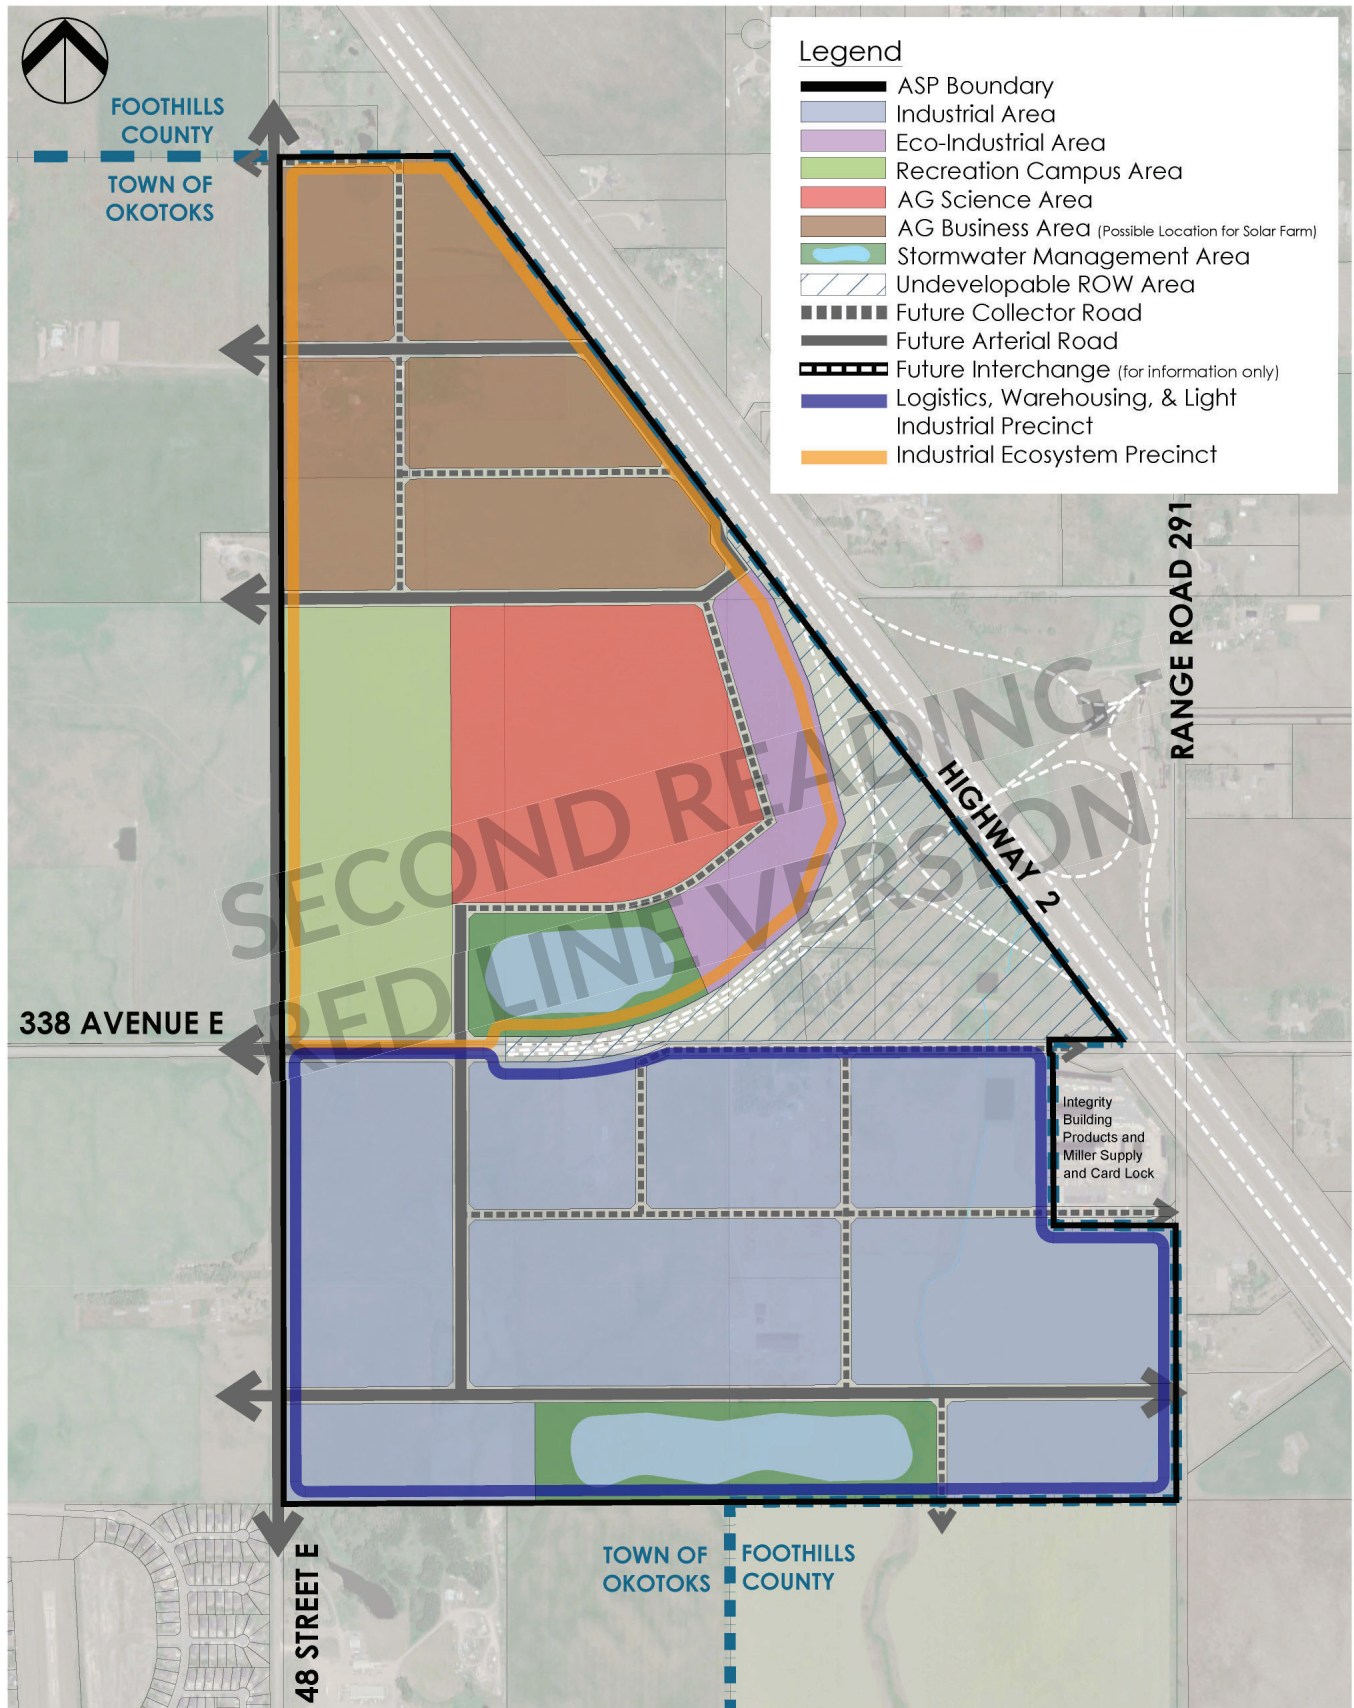 Legend
ASP Boundary
Industrial Area
Eco-Industrial Area
Recreation Campus Area
AG Science Area
AG Business Area (Possible Location for Solar Farm)
Stormwater Management Area
Undevelopable ROW Area
Future Collector Road
Future Arterial Road
Future Interchange (for information only)
Logistics, Warehousing, & Light
Industrial Precinct
Industrial Ecosystem Precinct
FOOTHILLS
COUNTY
TOWN OF
OKOTOKS
RANGE ROAD 291
HIGHWAY 2
SECOND READING -
RED LINE VERSION
338 AVENUE E
Integrity
Building
Products and
Miller Supply
and Card Lock
48 STREET E
TOWN OF
OKOTOKS
FOOTHILLS
COUNTY